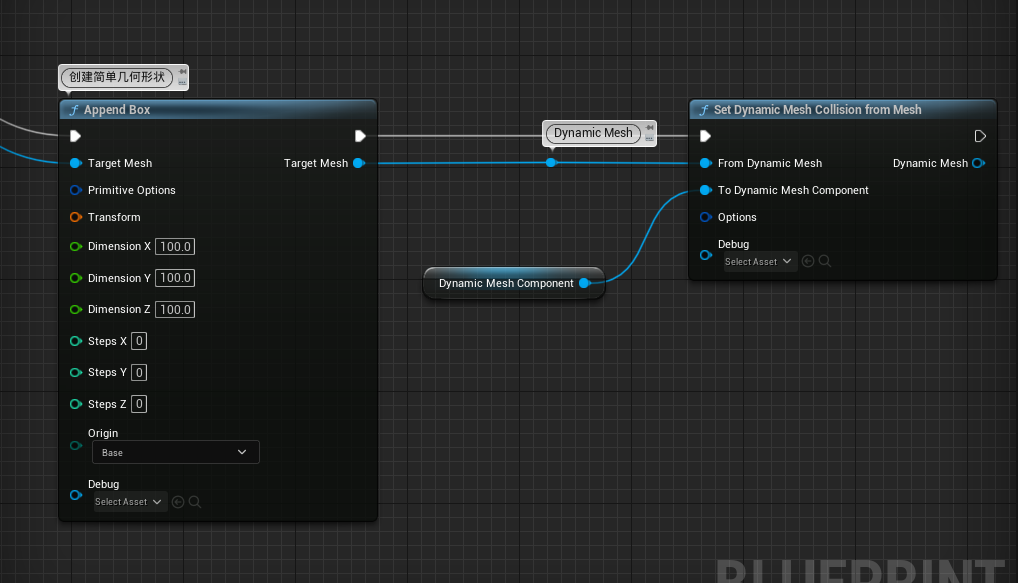 创建简单几何形状
Append Box
Target Mesh
Target Mesh
Primitive Options
Transform
Dimension X 100.0
Dimension Y 100.0
Dimension Z 100.0
Steps X 0
Steps Y 0
Steps Z 0
Origin
Base
Debug
Select Asset
Dynamic Mesh
Dynamic Mesh Component
Set Dynamic Mesh Collision from Mesh
From Dynamic Mesh
Dynamic Mesh
To Dynamic Mesh Component
Options
Debug
Select Asset
BLUEPRINT